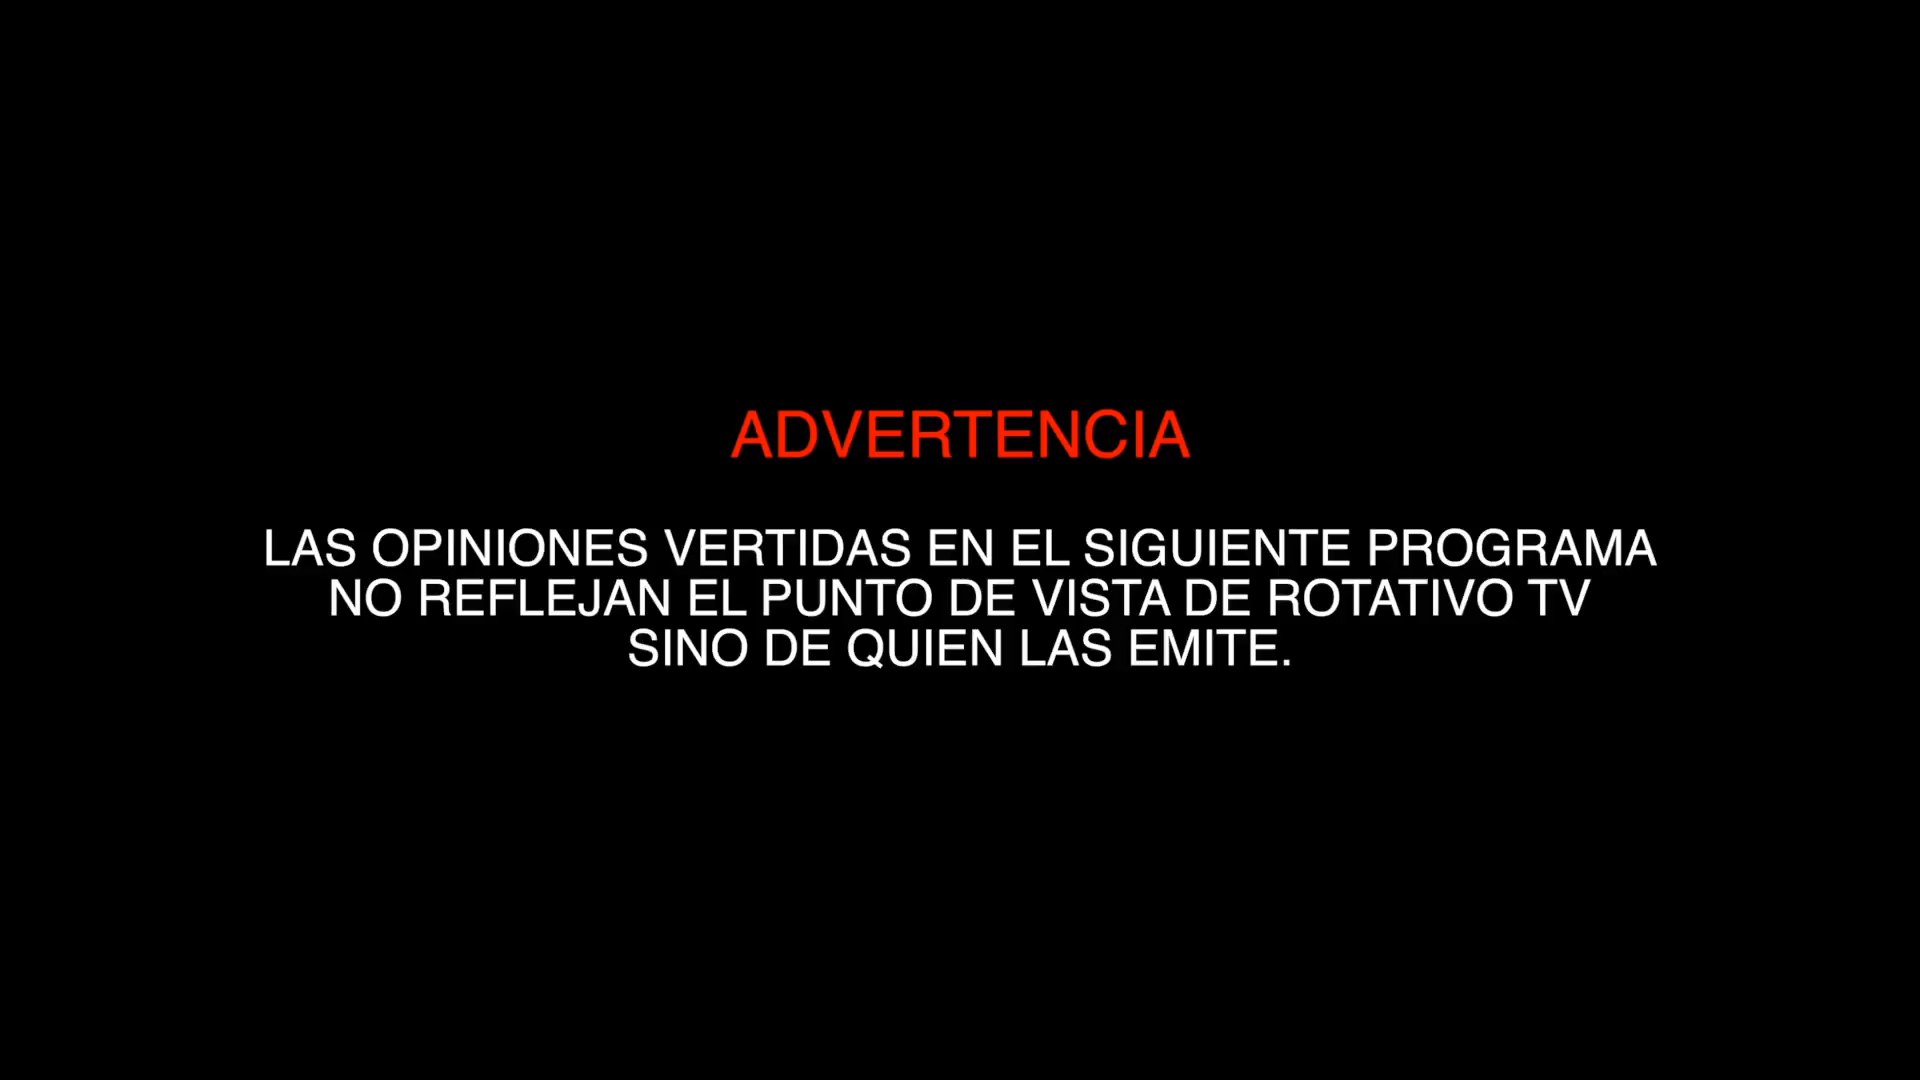 ADVERTENCIA
LAS OPINIONES VERTIDAS EN EL SIGUIENTE PROGRAMA
NO REFLEJAN EL PUNTO DE VISTA DE ROTATIVO TV
SINO DE QUIEN LAS EMITE.